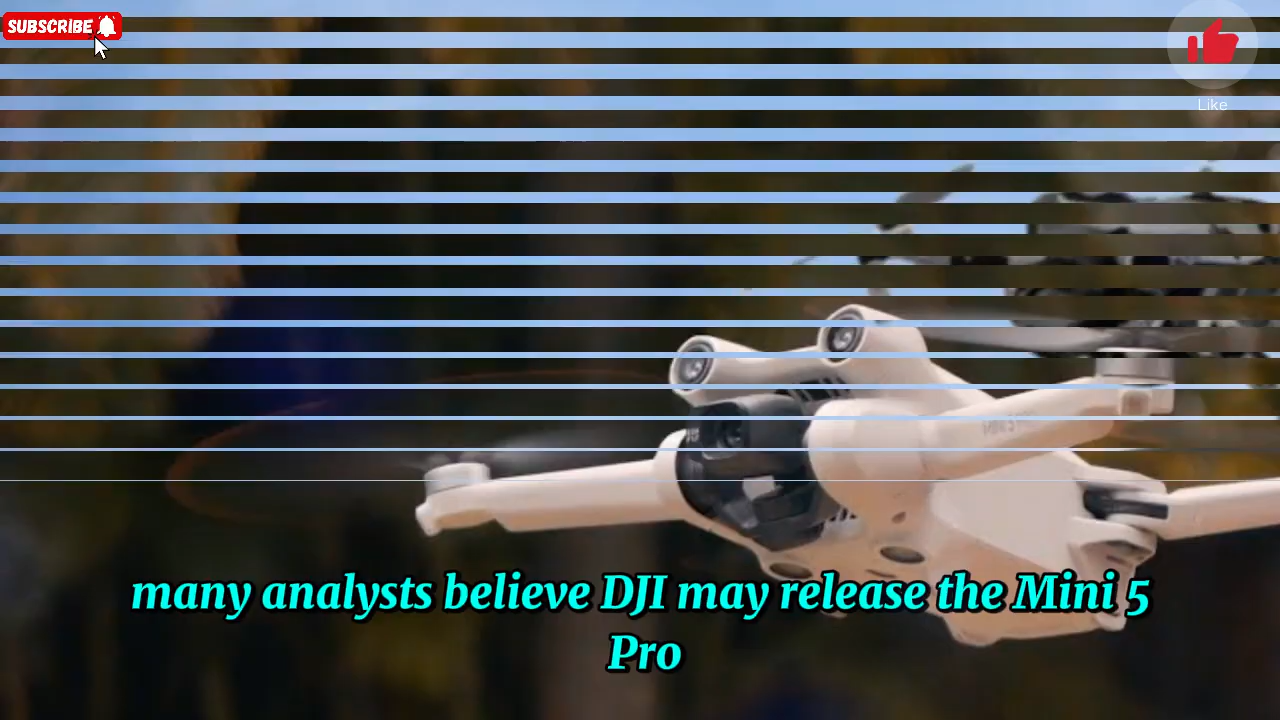 SUBSCRIBE
Like
many analysts believe DJI may release the Mini 5
Pro